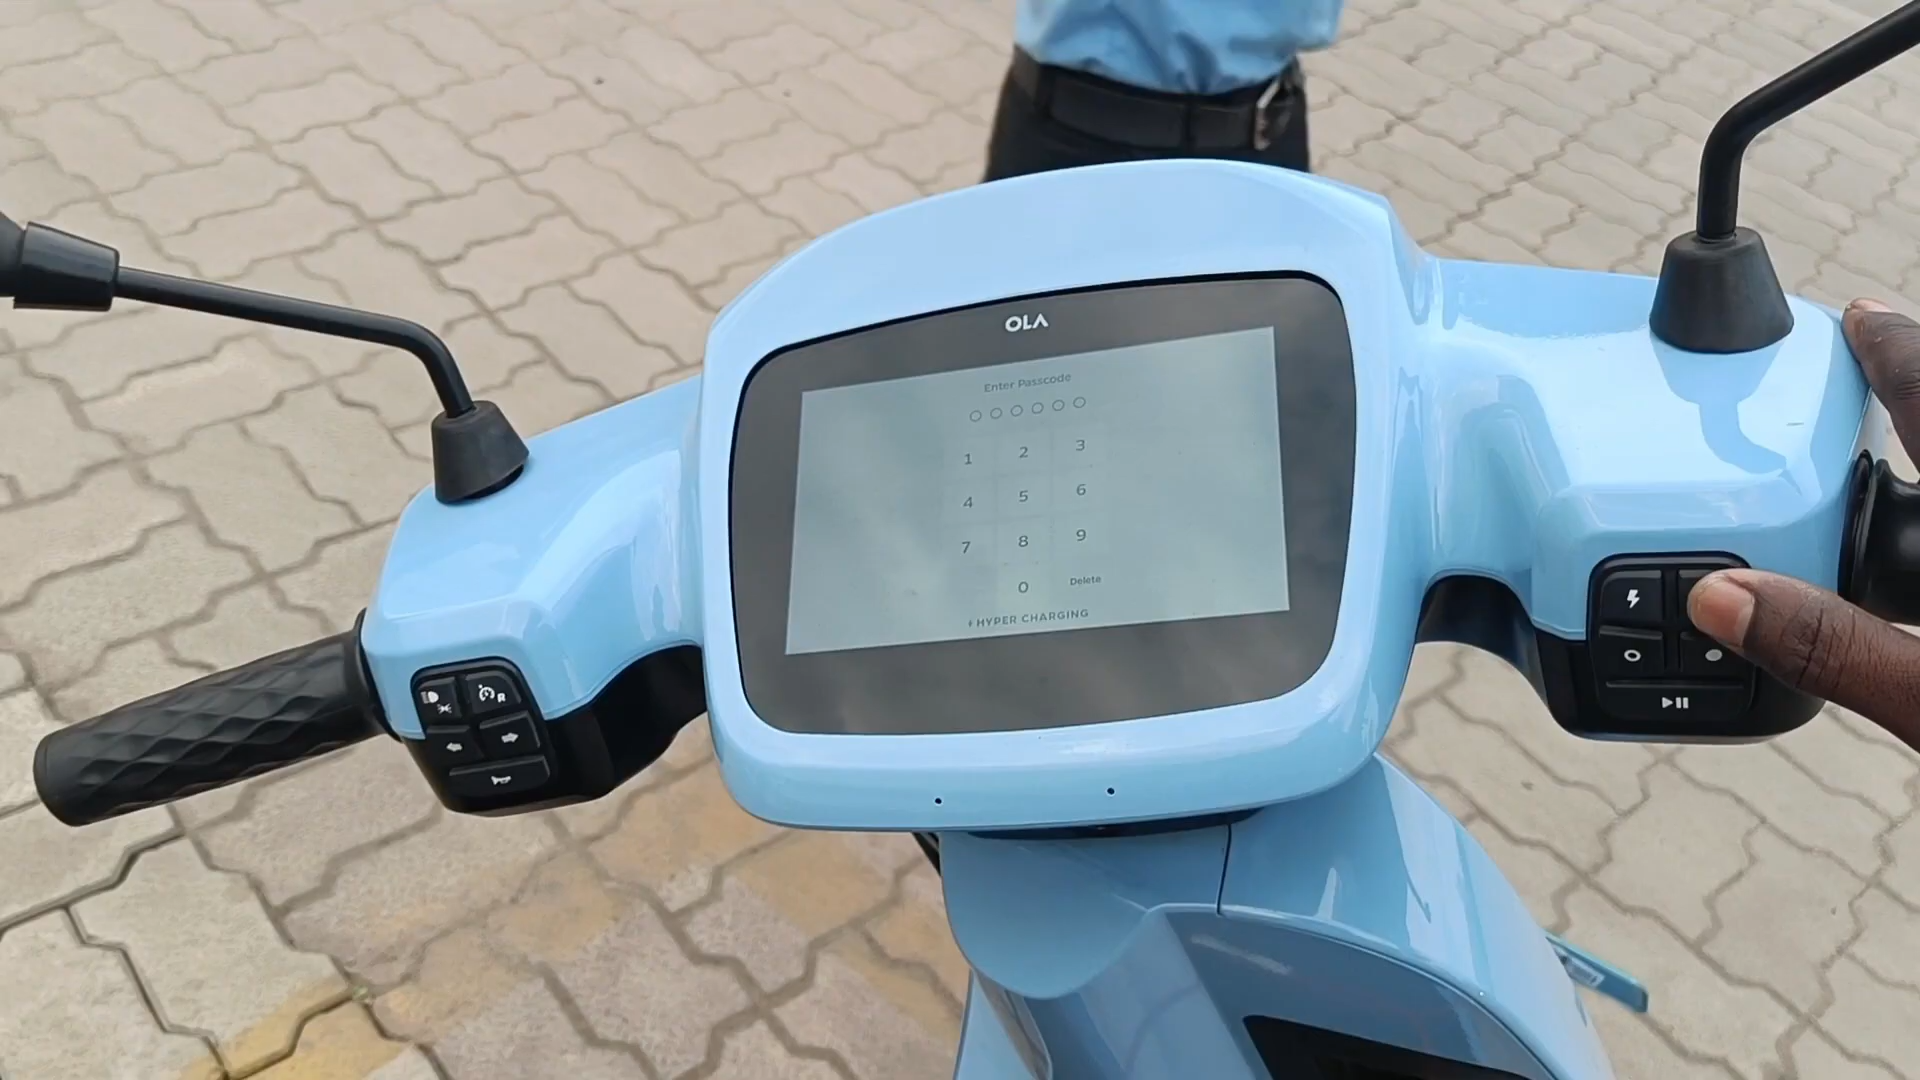 OLA
Enter Passcode
1 2 3
4 5 6
7 8 9
0 Delete
HYPER CHARGING
R